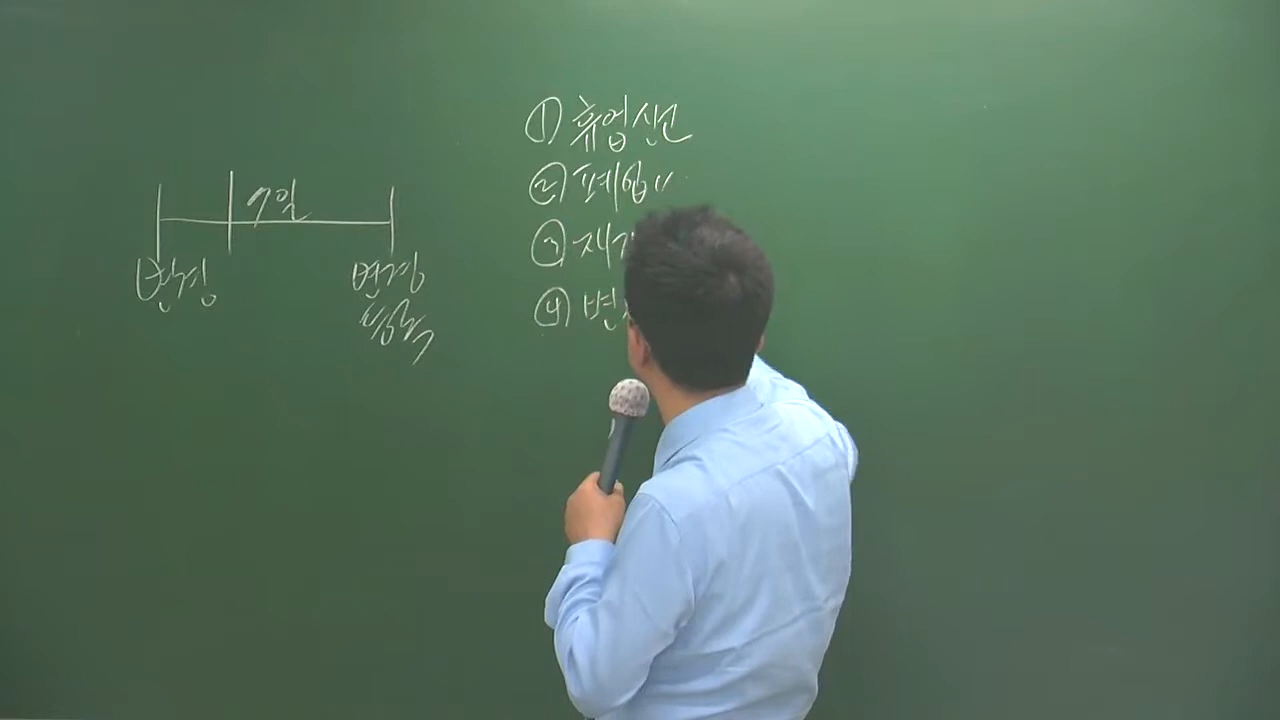 7일
변경
변경
등록
① 휴업신고
② 폐업 〃
③ 재개
④ 변